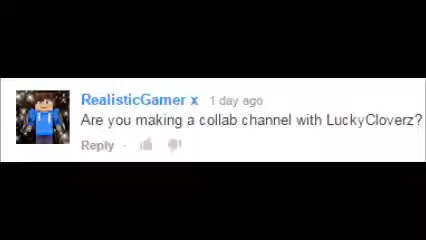 RealisticGamer x 1 day ago
Are you making a collab channel with LuckyCloverz?
Reply ·